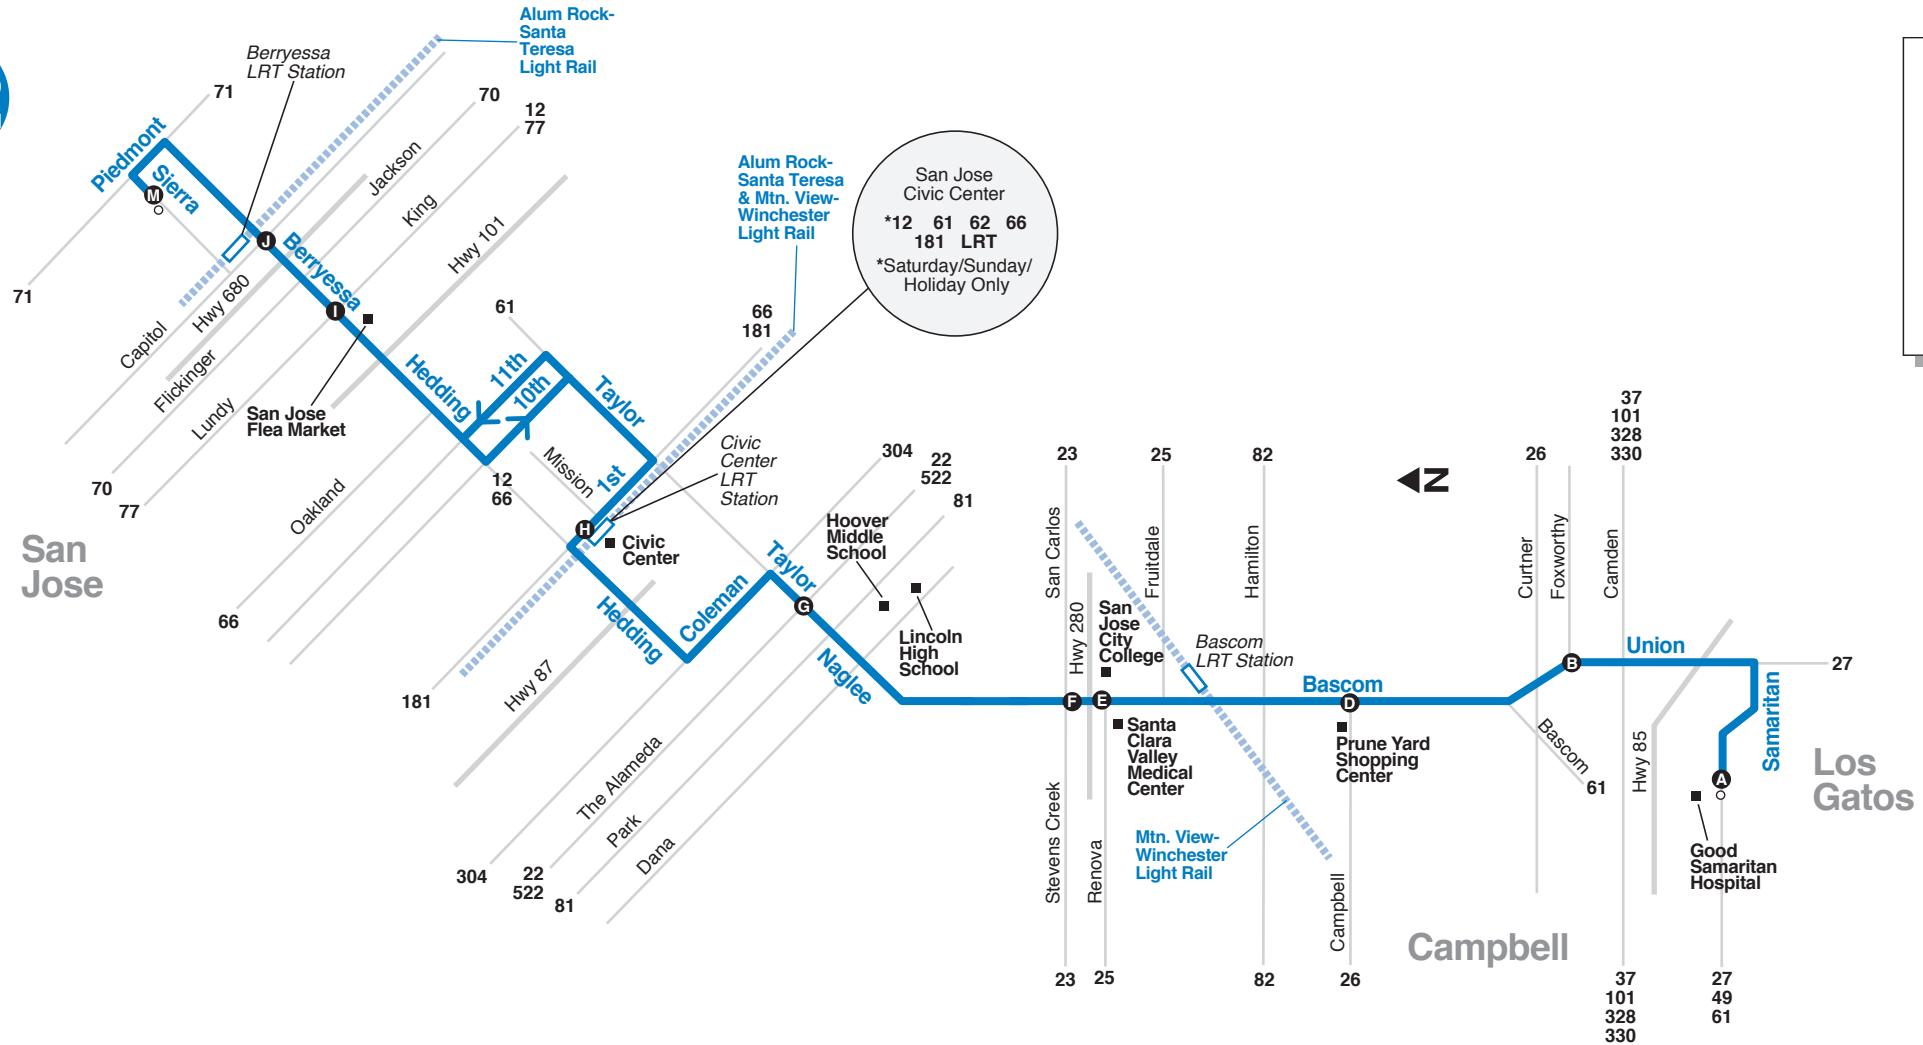 Alum Rock-
Santa
Teresa
Light Rail
Berryessa
LRT Station
71
70
12
77
Piedmont
Sierra
M
J
Berryessa
I
Jackson
King
Hwy 101
71
Capitol
Hwy 680
Flickinger
Lundy
San Jose
Flea Market
70
77
Oakland
66
San
Jose
61
Hedding
11th
10th
Taylor
12
66
Mission
1st
H
Civic
Center
Alum Rock-
Santa Teresa
& Mtn. View-
Winchester
Light Rail
San Jose
Civic Center
*12 61 62 66
181 LRT
*Saturday/Sunday/
Holiday Only
66
181
Civic
Center
LRT
Station
181
Hedding
Hwy 87
Coleman
Taylor
G
Naglee
304
22
522
81
Hoover
Middle
School
Lincoln
High
School
The Alameda
Park
Dana
304
22
522
81
23
San Carlos
Hwy 280
F
E
San
Jose
City
College
Santa
Clara
Valley
Medical
Center
Stevens Creek
Renova
23
25
25
Fruitdale
Bascom
LRT Station
82
Hamilton
Mtn. View-
Winchester
Light Rail
82
Bascom
D
Prune Yard
Shopping
Center
Campbell
26
N
26
Curtner
Foxworthy
B
Bascom
61
37
101
328
330
Camden
Union
27
Hwy 85
Samaritan
A
Good
Samaritan
Hospital
Los
Gatos
Campbell
37
101
328
330
27
49
61